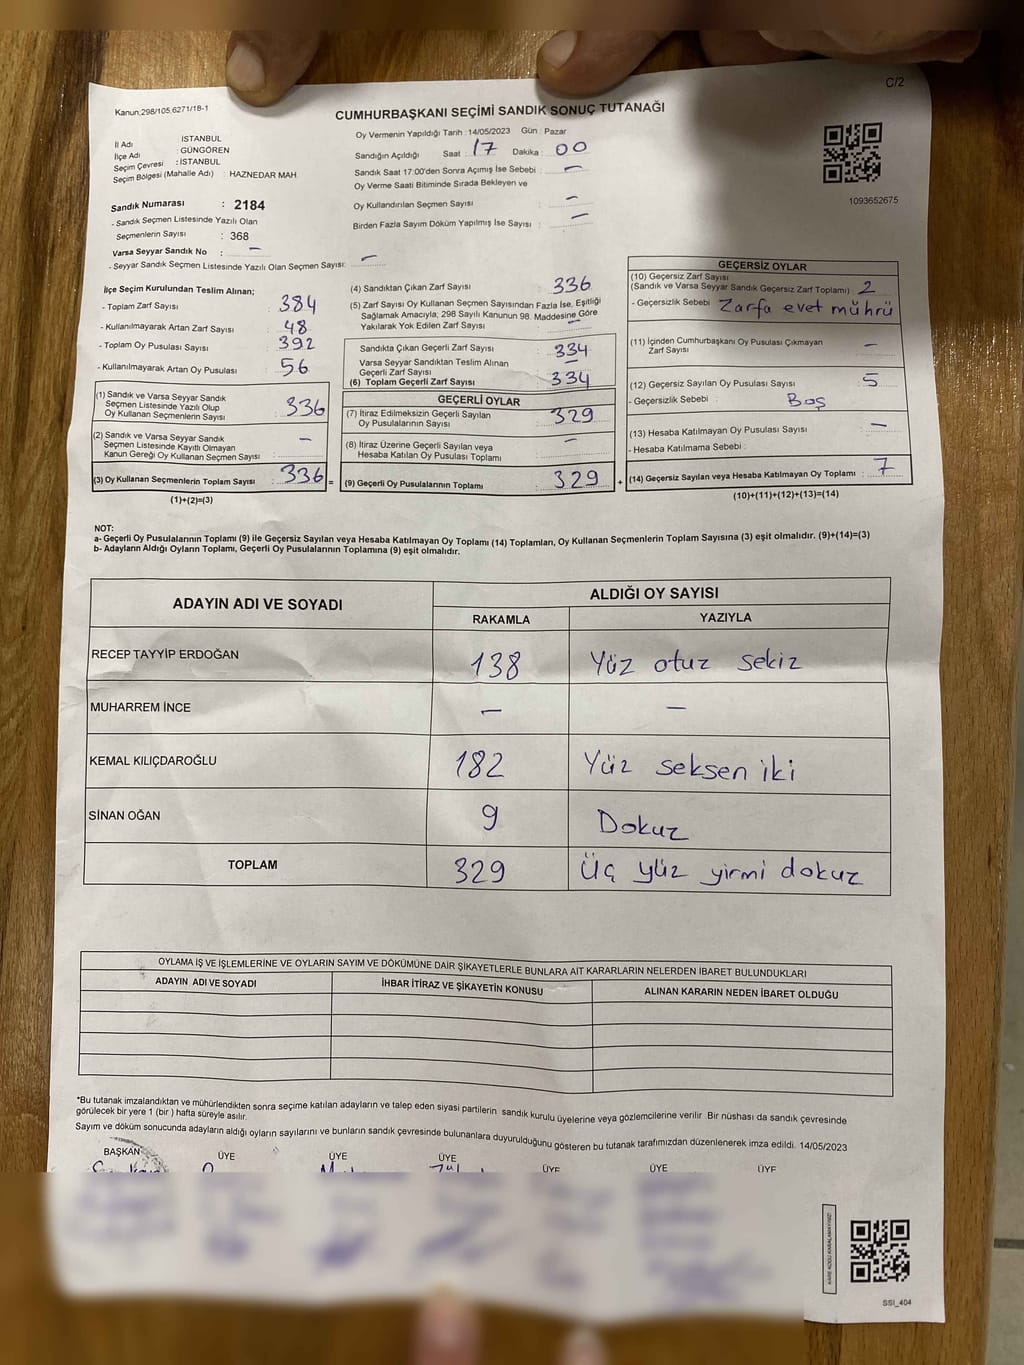 C/2
Kanun:298/105,6271/18-1
CUMHURBAŞKANI SEÇİMİ SANDIK SONUÇ TUTANAĞI
İl Adı : İSTANBUL
İlçe Adı : GÜNGÖREN
Seçim Çevresi : İSTANBUL
Seçim Bölgesi (Mahalle Adı) : HAZNEDAR MAH.
Oy Vermenin Yapıldığı Tarih : 14/05/2023 Gün : Pazar
Sandığın Açıldığı Saat : 17 Dakika : 00
Sandık Saat 17:00'den Sonra Açımış İse Sebebi : –
Oy Verme Saati Bitiminde Sırada Bekleyen ve
Oy Kullandırılan Seçmen Sayısı : –
Birden Fazla Sayım Döküm Yapılmış İse Sayısı : –
1093652675
Sandık Numarası : 2184
- Sandık Seçmen Listesinde Yazılı Olan
Seçmenlerin Sayısı : 368
Varsa Seyyar Sandık No : –
- Seyyar Sandık Seçmen Listesinde Yazılı Olan Seçmen Sayısı: –
İlçe Seçim Kurulundan Teslim Alınan;
- Toplam Zarf Sayısı : 384
- Kullanılmayarak Artan Zarf Sayısı : 48
- Toplam Oy Pusulası Sayısı : 392
- Kullanılmayarak Artan Oy Pusulası : 56
(1) Sandık ve Varsa Seyyar Sandık
Seçmen Listesinde Yazılı Olup
Oy Kullanan Seçmenlerin Sayısı : 336
(2) Sandık ve Varsa Seyyar Sandık
Seçmen Listesinde Kayıtlı Olmayan
Kanun Gereği Oy Kullanan Seçmen Sayısı : –
(3) Oy Kullanan Seçmenlerin Toplam Sayısı : 336 =
(1)+(2)=(3)
(4) Sandıktan Çıkan Zarf Sayısı : 336
(5) Zarf Sayısı Oy Kullanan Seçmen Sayısından Fazla İse, Eşitliği
Sağlamak Amacıyla; 298 Sayılı Kanunun 98. Maddesine Göre
Yakılarak Yok Edilen Zarf Sayısı : –
Sandıkta Çıkan Geçerli Zarf Sayısı : 334
Varsa Seyyar Sandıktan Teslim Alınan
Geçerli Zarf Sayısı : –
(6) Toplam Geçerli Zarf Sayısı : 334
GEÇERLİ OYLAR
(7) İtiraz Edilmeksizin Geçerli Sayılan
Oy Pusulalarının Sayısı : 329
(8) İtiraz Üzerine Geçerli Sayılan veya
Hesaba Katılan Oy Pusulası Toplamı : –
(9) Geçerli Oy Pusulalarının Toplamı : 329 +
GEÇERSİZ OYLAR
(10) Geçersiz Zarf Sayısı
(Sandık ve Varsa Seyyar Sandık Geçersiz Zarf Toplamı) : 2
- Geçersizlik Sebebi : Zarfa evet mührü
(11) İçinden Cumhurbaşkanı Oy Pusulası Çıkmayan
Zarf Sayısı : –
(12) Geçersiz Sayılan Oy Pusulası Sayısı : 5
- Geçersizlik Sebebi : Boş
(13) Hesaba Katılmayan Oy Pusulası Sayısı : –
- Hesaba Katılmama Sebebi :
(14) Geçersiz Sayılan veya Hesaba Katılmayan Oy Toplamı : 7
(10)+(11)+(12)+(13)=(14)
NOT:
a- Geçerli Oy Pusulalarının Toplamı (9) ile Geçersiz Sayılan veya Hesaba Katılmayan Oy Toplamı (14) Toplamları, Oy Kullanan Seçmenlerin Toplam Sayısına (3) eşit olmalıdır. (9)+(14)=(3)
b- Adayların Aldığı Oyların Toplamı, Geçerli Oy Pusulalarının Toplamına (9) eşit olmalıdır.
ADAYIN ADI VE SOYADI ALDIĞI OY SAYISI
RAKAMLA YAZIYLA
RECEP TAYYİP ERDOĞAN 138 Yüz otuz sekiz
MUHARREM İNCE – –
KEMAL KILIÇDAROĞLU 182 Yüz seksen iki
SİNAN OĞAN 9 Dokuz
TOPLAM 329 Üç yüz yirmi dokuz
OYLAMA İŞ VE İŞLEMLERİNE VE OYLARIN SAYIM VE DÖKÜMÜNE DAİR ŞİKAYETLERLE BUNLARA AİT KARARLARIN NELERDEN İBARET BULUNDUKLARI
ADAYIN ADI VE SOYADI İHBAR İTİRAZ VE ŞİKAYETİN KONUSU ALINAN KARARIN NEDEN İBARET OLDUĞU
*Bu tutanak imzalandıktan ve mühürlendikten sonra seçime katılan adayların ve talep eden siyasi partilerin sandık kurulu üyelerine veya gözlemcilerine verilir Bir nüshası da sandık çevresinde
görülecek bir yere 1 (bir ) hafta süreyle asılır.
Sayım ve döküm sonucunda adayların aldığı oyların sayılarını ve bunların sandık çevresinde bulunanlara duyurulduğunu gösteren bu tutanak tarafımızdan düzenlenerek imza edildi. 14/05/2023
BAŞKAN ÜYE ÜYE ÜYE ÜYE ÜYE ÜYE
SSI_404